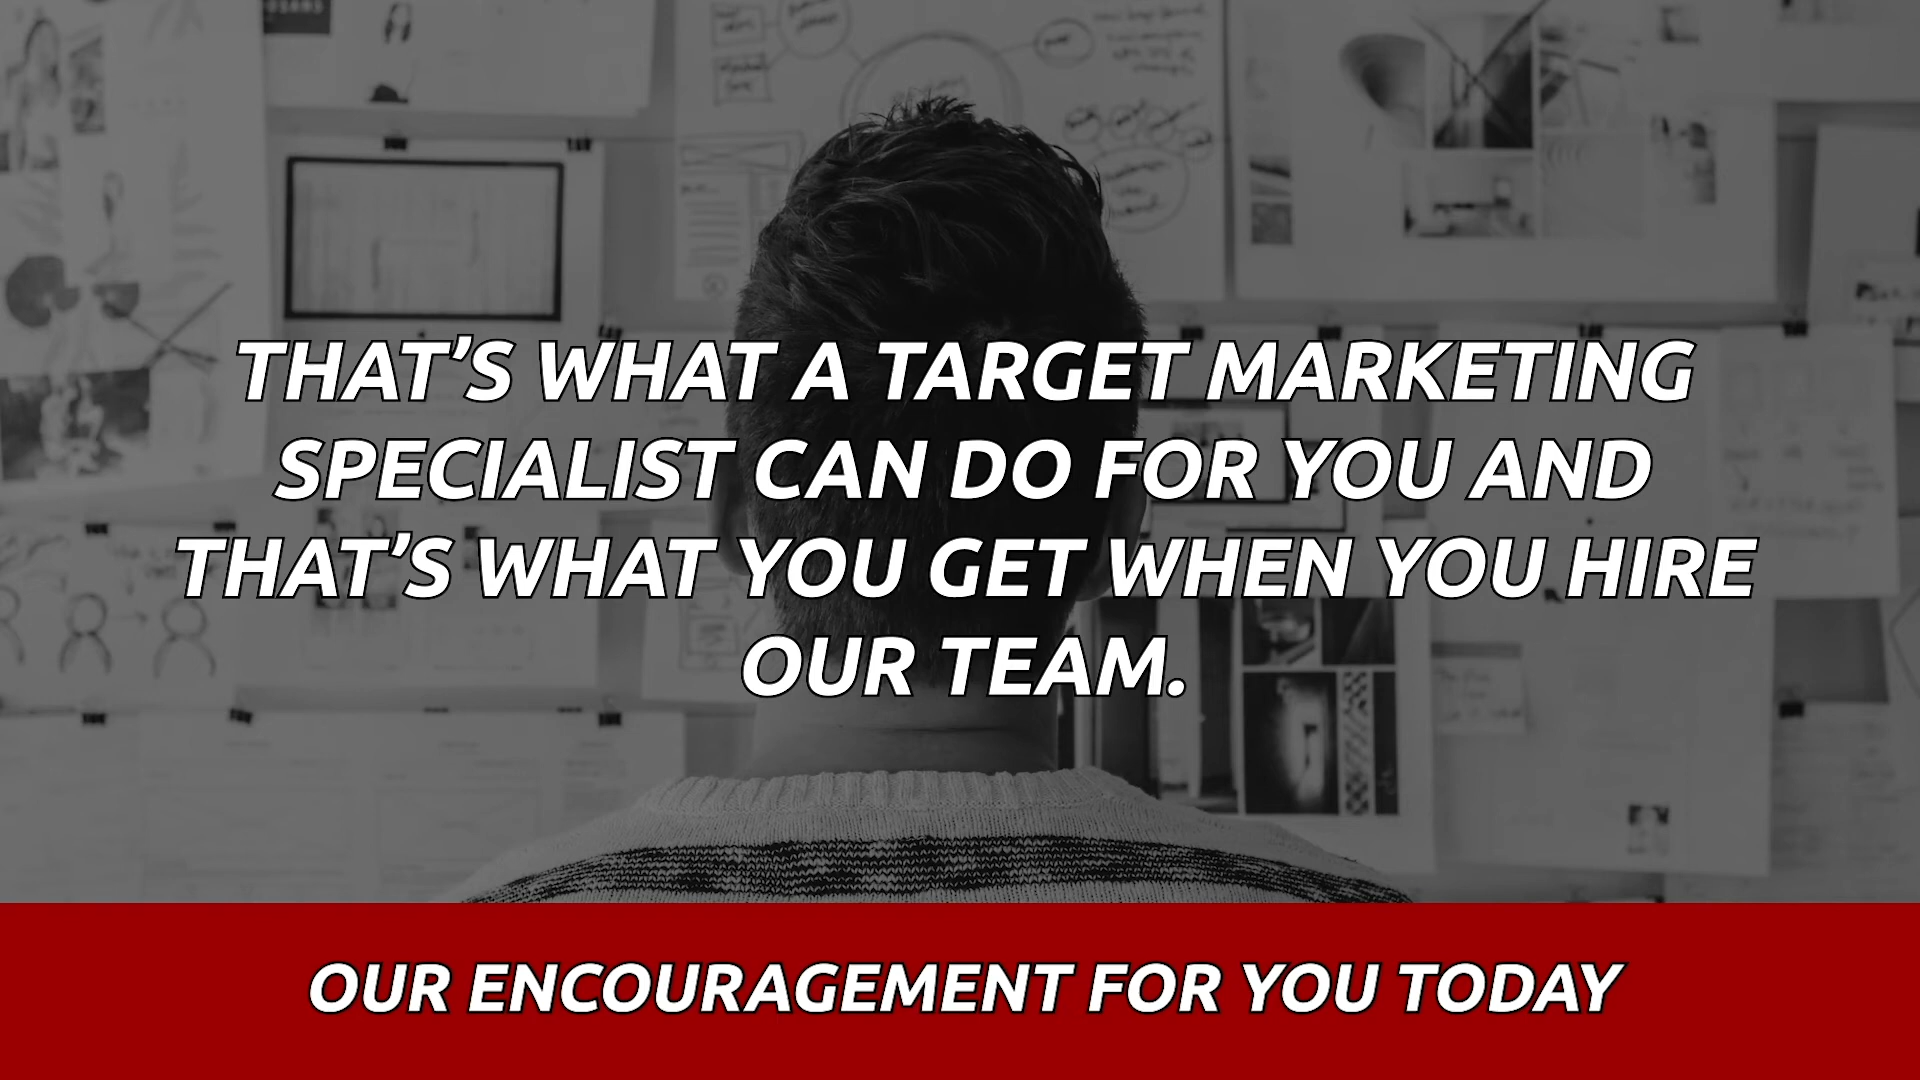 THAT’S WHAT A TARGET MARKETING
SPECIALIST CAN DO FOR YOU AND
THAT’S WHAT YOU GET WHEN YOU HIRE
OUR TEAM.
OUR ENCOURAGEMENT FOR YOU TODAY